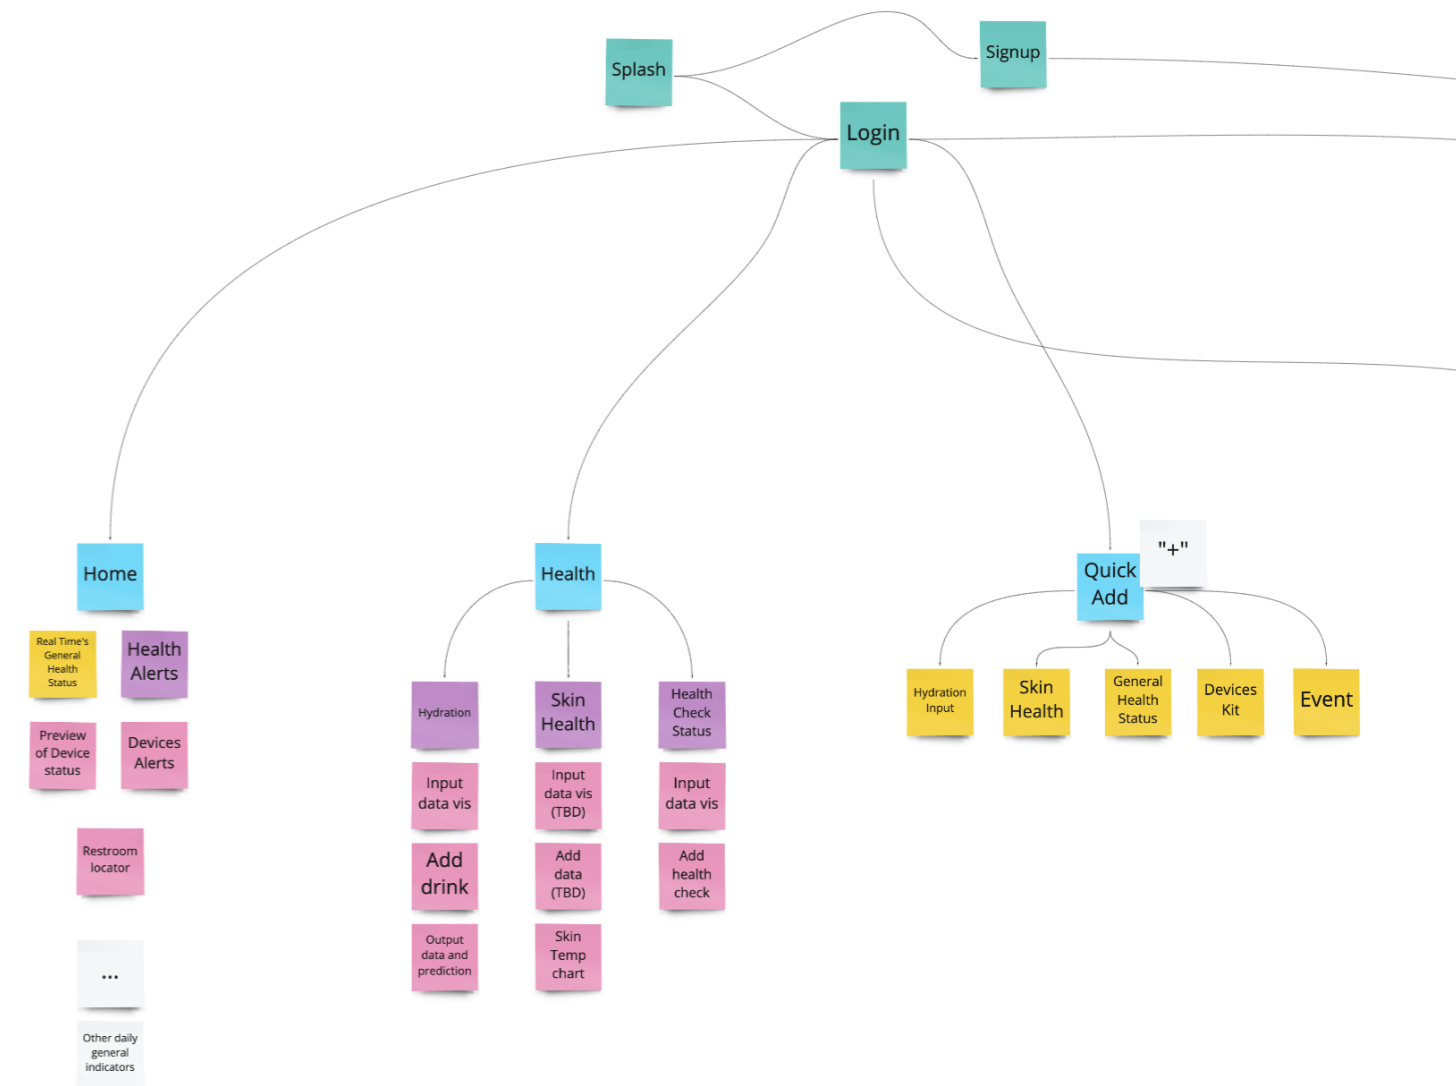 Splash
Signup
Login
Home
Real Time's
General
Health
Status
Health
Alerts
Preview
of Device
status
Devices
Alerts
Restroom
locator
...
Other daily
general
indicators
Health
Hydration
Input
data vis
Add
drink
Output
data and
prediction
Skin
Health
Input
data vis
(TBD)
Add
data
(TBD)
Skin
Temp
chart
Health
Check
Status
Input
data vis
Add
health
check
Quick
Add
"+"
Hydration
Input
Skin
Health
General
Health
Status
Devices
Kit
Event